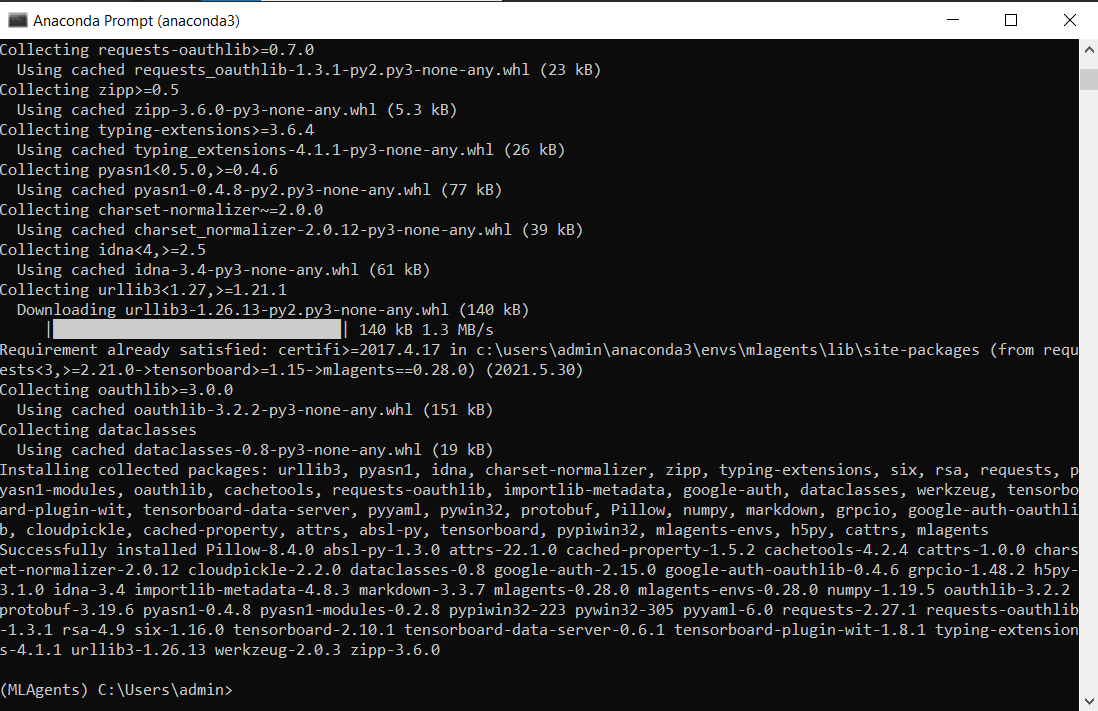 Anaconda Prompt (anaconda3)
Collecting requests-oauthlib>=0.7.0
  Using cached requests_oauthlib-1.3.1-py2.py3-none-any.whl (23 kB)
Collecting zipp>=0.5
  Using cached zipp-3.6.0-py3-none-any.whl (5.3 kB)
Collecting typing-extensions>=3.6.4
  Using cached typing_extensions-4.1.1-py3-none-any.whl (26 kB)
Collecting pyasn1<0.5.0,>=0.4.6
  Using cached pyasn1-0.4.8-py2.py3-none-any.whl (77 kB)
Collecting charset-normalizer~=2.0.0
  Using cached charset_normalizer-2.0.12-py3-none-any.whl (39 kB)
Collecting idna<4,>=2.5
  Using cached idna-3.4-py3-none-any.whl (61 kB)
Collecting urllib3<1.27,>=1.21.1
  Downloading urllib3-1.26.13-py2.py3-none-any.whl (140 kB)
     |████████████████████████████████| 140 kB 1.3 MB/s
Requirement already satisfied: certifi>=2017.4.17 in c:\users\admin\anaconda3\envs\mlagents\lib\site-packages (from requ
ests<3,>=2.21.0->tensorboard>=1.15->mlagents==0.28.0) (2021.5.30)
Collecting oauthlib>=3.0.0
  Using cached oauthlib-3.2.2-py3-none-any.whl (151 kB)
Collecting dataclasses
  Using cached dataclasses-0.8-py3-none-any.whl (19 kB)
Installing collected packages: urllib3, pyasn1, idna, charset-normalizer, zipp, typing-extensions, six, rsa, requests, p
yasn1-modules, oauthlib, cachetools, requests-oauthlib, importlib-metadata, google-auth, dataclasses, werkzeug, tensorbo
ard-plugin-wit, tensorboard-data-server, pyyaml, pywin32, protobuf, Pillow, numpy, markdown, grpcio, google-auth-oauthli
b, cloudpickle, cached-property, attrs, absl-py, tensorboard, pypiwin32, mlagents-envs, h5py, cattrs, mlagents
Successfully installed Pillow-8.4.0 absl-py-1.3.0 attrs-22.1.0 cached-property-1.5.2 cachetools-4.2.4 cattrs-1.0.0 chars
et-normalizer-2.0.12 cloudpickle-2.2.0 dataclasses-0.8 google-auth-2.15.0 google-auth-oauthlib-0.4.6 grpcio-1.48.2 h5py-
3.1.0 idna-3.4 importlib-metadata-4.8.3 markdown-3.3.7 mlagents-0.28.0 mlagents-envs-0.28.0 numpy-1.19.5 oauthlib-3.2.2
protobuf-3.19.6 pyasn1-0.4.8 pyasn1-modules-0.2.8 pypiwin32-223 pywin32-305 pyyaml-6.0 requests-2.27.1 requests-oauthlib
-1.3.1 rsa-4.9 six-1.16.0 tensorboard-2.10.1 tensorboard-data-server-0.6.1 tensorboard-plugin-wit-1.8.1 typing-extension
s-4.1.1 urllib3-1.26.13 werkzeug-2.0.3 zipp-3.6.0
(MLAgents) C:\Users\admin>